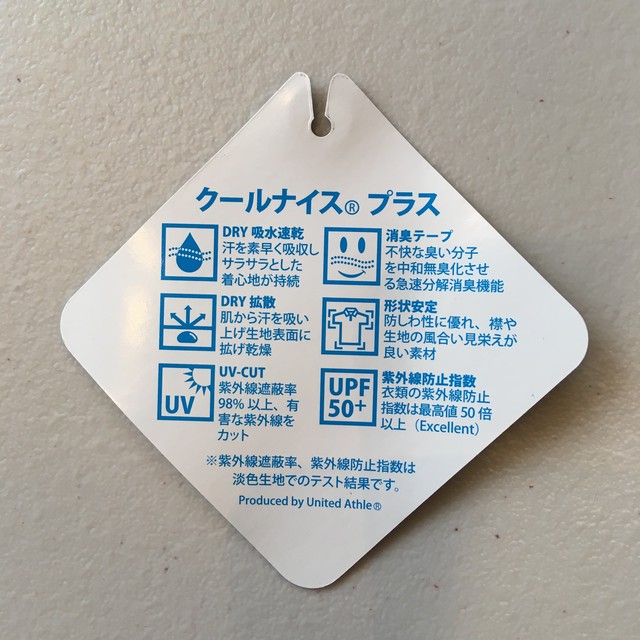 クールナイス® プラス
DRY 吸水速乾
汗を素早く吸収し
サラサラとした
着心地が持続
消臭テープ
不快な臭い分子
を中和無臭化させ
る急速分解消臭機能
DRY 拡散
肌から汗を吸い
上げ生地表面に
拡げ乾燥
形状安定
防しわ性に優れ、襟や
生地の風合い見栄えが
良い素材
UV
UV-CUT
紫外線遮蔽率
98% 以上、有
害な紫外線を
カット
UPF
50+
紫外線防止指数
衣類の紫外線防止
指数は最高値 50 倍
以上（Excellent）
※紫外線遮蔽率、紫外線防止指数は
淡色生地でのテスト結果です。
Produced by United Athle®